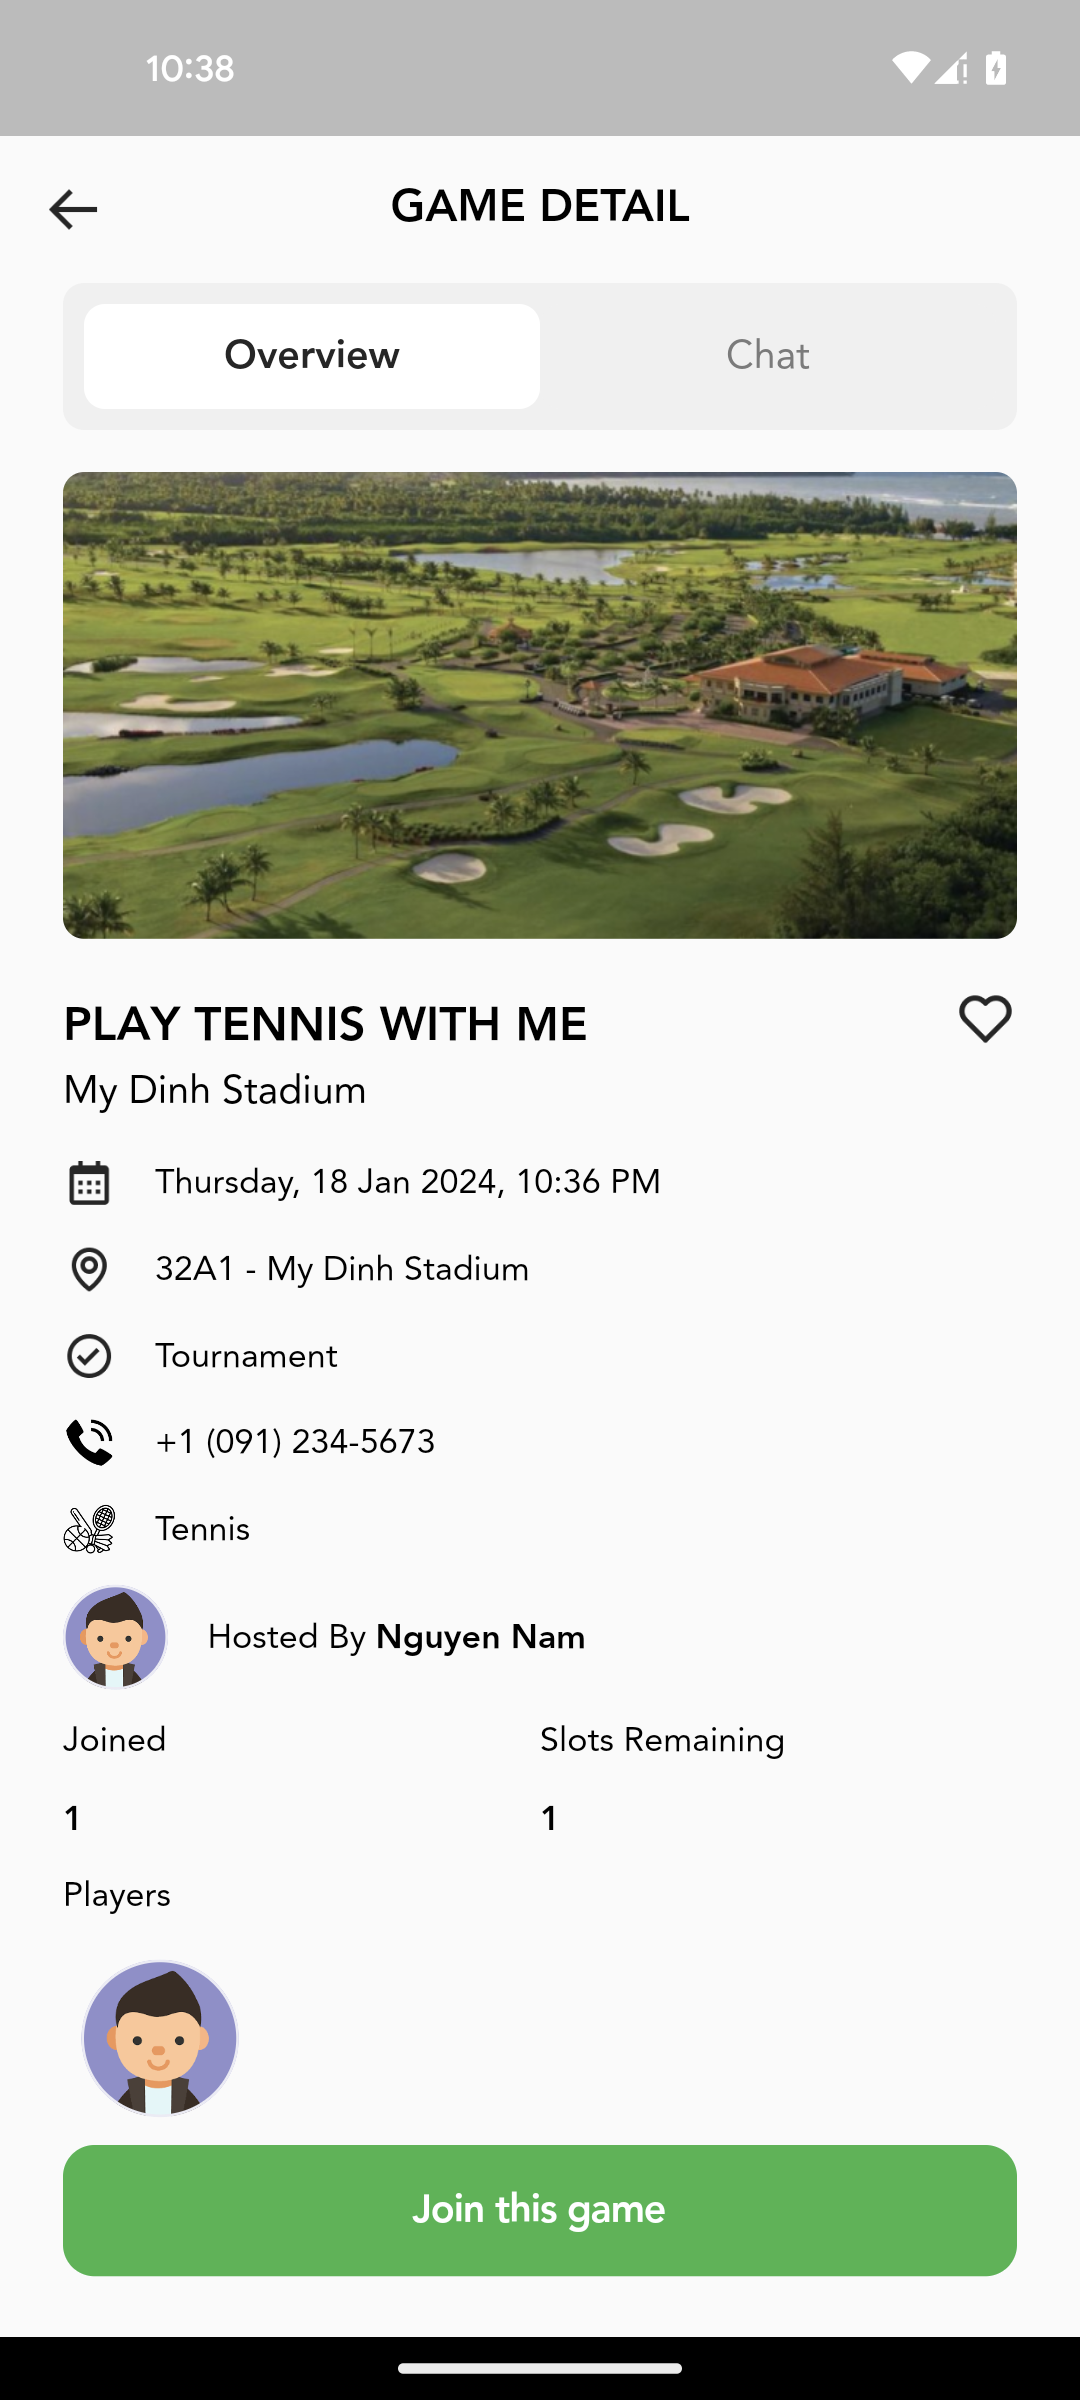 10:38
GAME DETAIL
Overview
Chat
PLAY TENNIS WITH ME
My Dinh Stadium
Thursday, 18 Jan 2024, 10:36 PM
32A1 - My Dinh Stadium
Tournament
+1 (091) 234-5673
Tennis
Hosted By Nguyen Nam
Joined
Slots Remaining
1
1
Players
Join this game